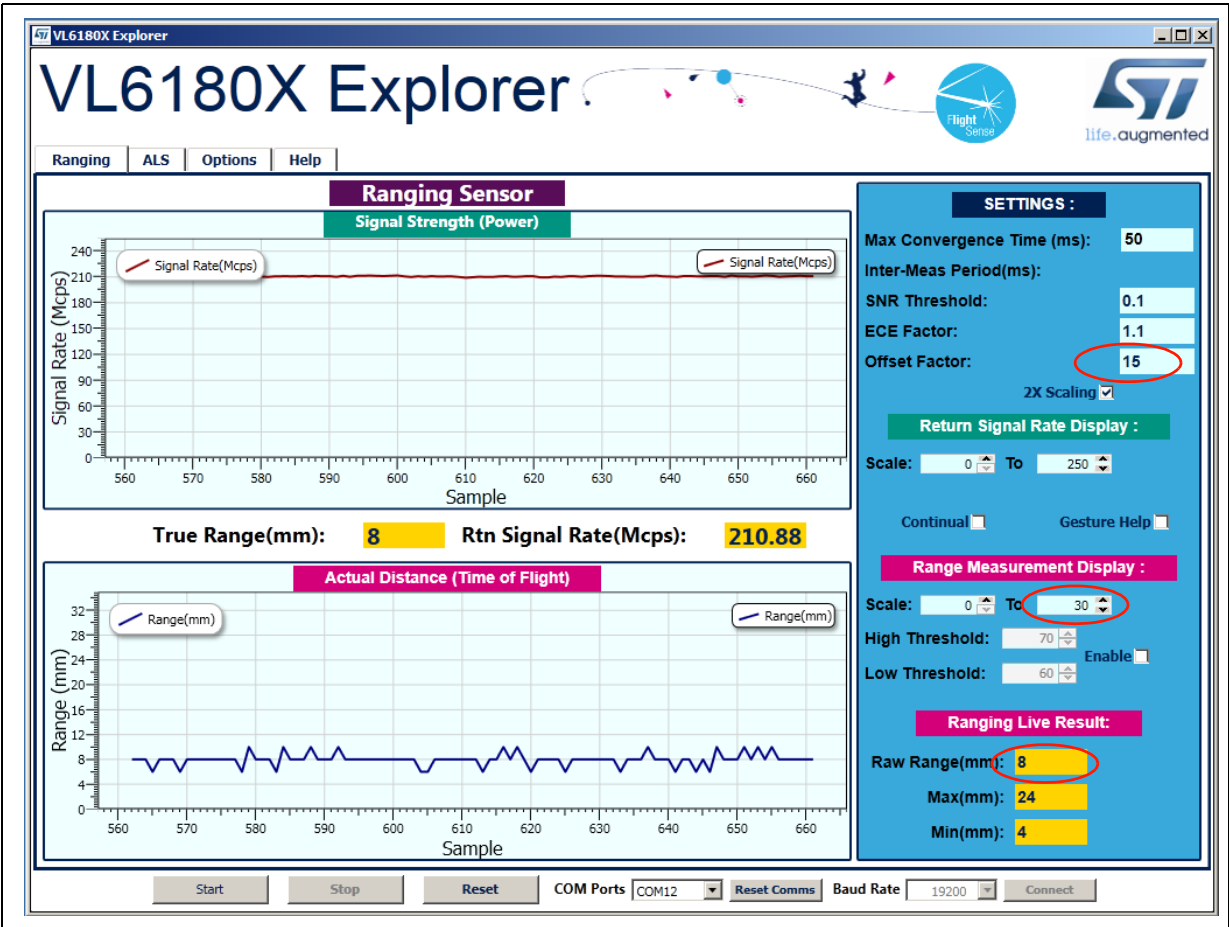 VL6180X Explorer
VL6180X Explorer
Flight
Sense
life.augmented
Ranging ALS Options Help
Ranging Sensor
Signal Strength (Power)
Signal Rate (Mcps)
240
210
180
150
120
90
60
30
0
Signal Rate(Mcps)
Signal Rate(Mcps)
560 570 580 590 600 610 620 630 640 650 660
Sample
True Range(mm): 8 Rtn Signal Rate(Mcps): 210.88
Actual Distance (Time of Flight)
Range (mm)
32
28
24
20
16
12
8
4
0
Range(mm)
Range(mm)
560 570 580 590 600 610 620 630 640 650 660
Sample
SETTINGS :
Max Convergence Time (ms): 50
Inter-Meas Period(ms):
SNR Threshold: 0.1
ECE Factor: 1.1
Offset Factor: 15
2X Scaling
Return Signal Rate Display :
Scale: 0 To 250
Continual Gesture Help
Range Measurement Display :
Scale: 0 To 30
High Threshold: 70
Enable
Low Threshold: 60
Ranging Live Result:
Raw Range(mm): 8
Max(mm): 24
Min(mm): 4
Start Stop Reset COM Ports COM12 Reset Comms Baud Rate 19200 Connect